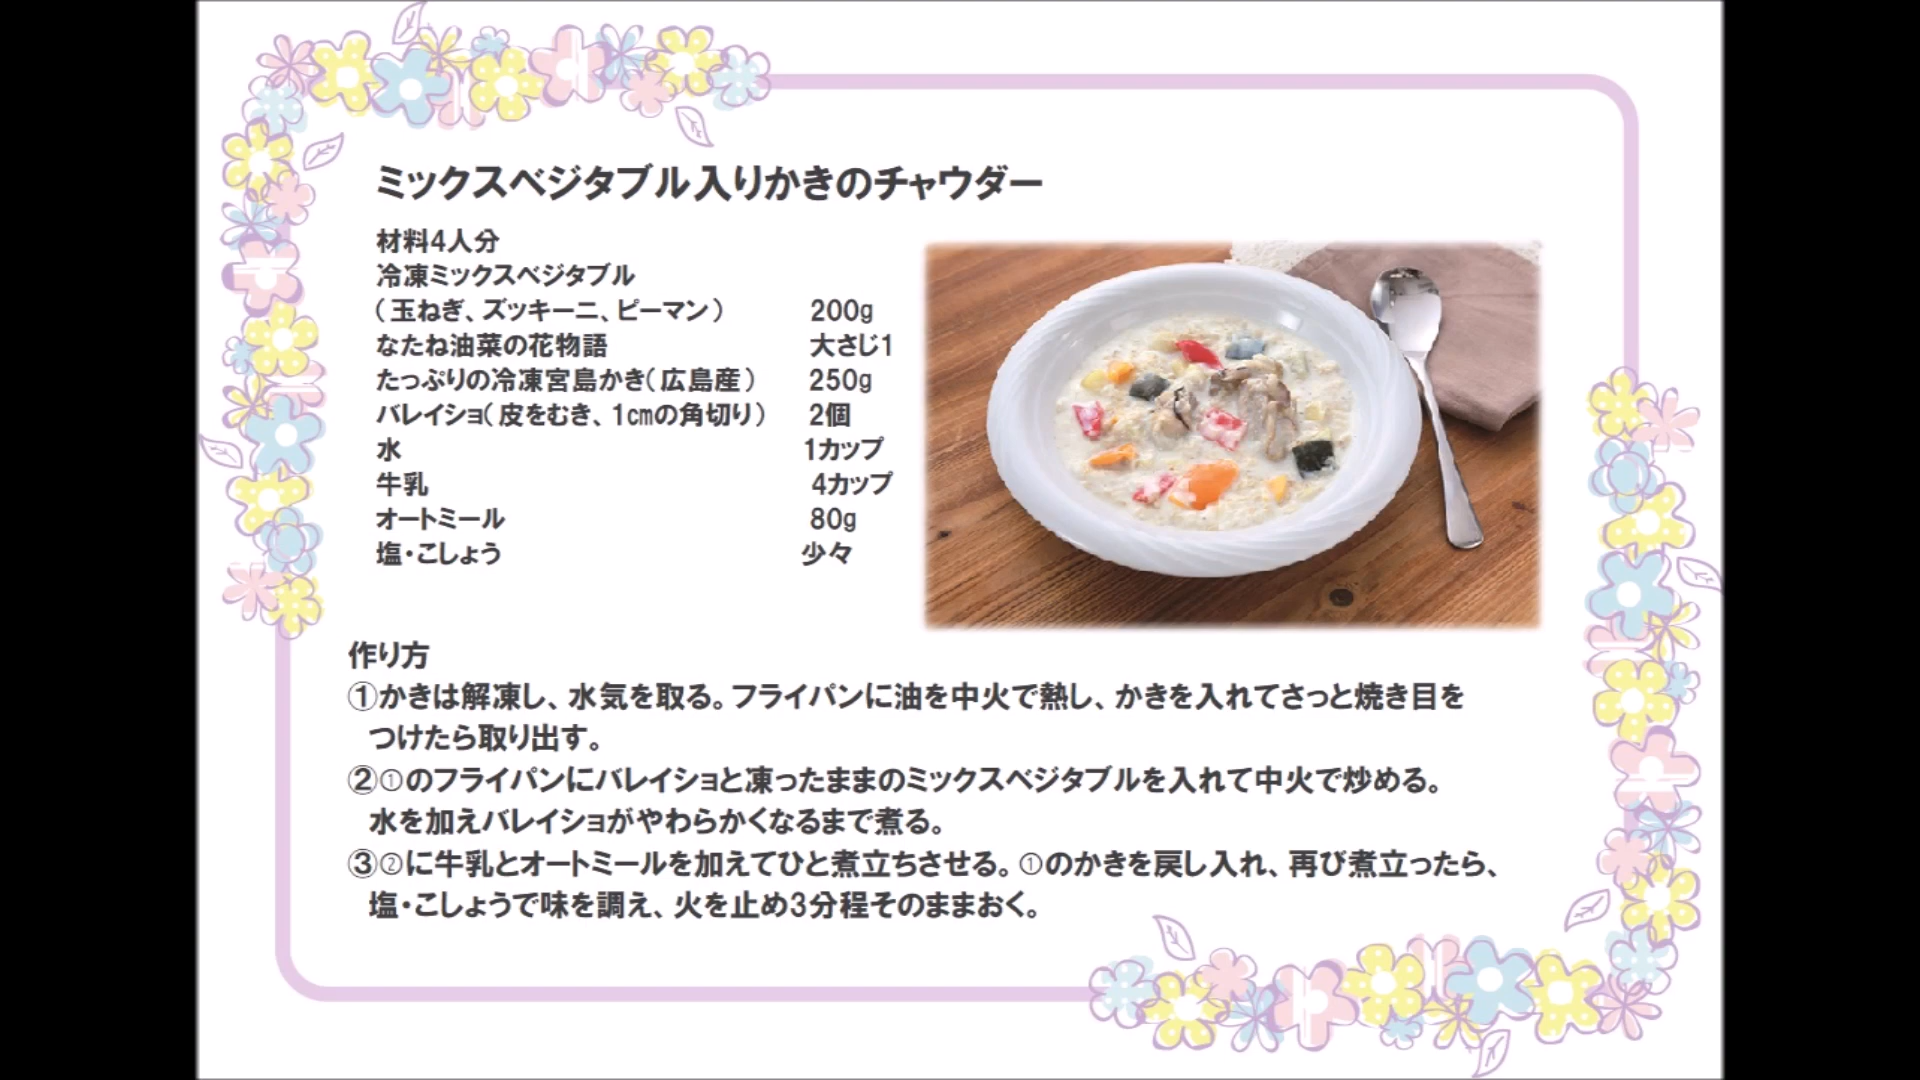 ミックスベジタブル入りかきのチャウダー
材料4人分
冷凍ミックスベジタブル
（玉ねぎ、ズッキーニ、ピーマン） 200g
なたね油菜の花物語 大さじ1
たっぷりの冷凍宮島かき（広島産） 250g
バレイショ（皮をむき、1㎝の角切り） 2個
水 1カップ
牛乳 4カップ
オートミール 80g
塩・こしょう 少々
作り方
①かきは解凍し、水気を取る。フライパンに油を中火で熱し、かきを入れてさっと焼き目を
つけたら取り出す。
②①のフライパンにバレイショと凍ったままのミックスベジタブルを入れて中火で炒める。
水を加えバレイショがやわらかくなるまで煮る。
③②に牛乳とオートミールを加えてひと煮立ちさせる。①のかきを戻し入れ、再び煮立ったら、
塩・こしょうで味を調え、火を止め3分程そのままおく。